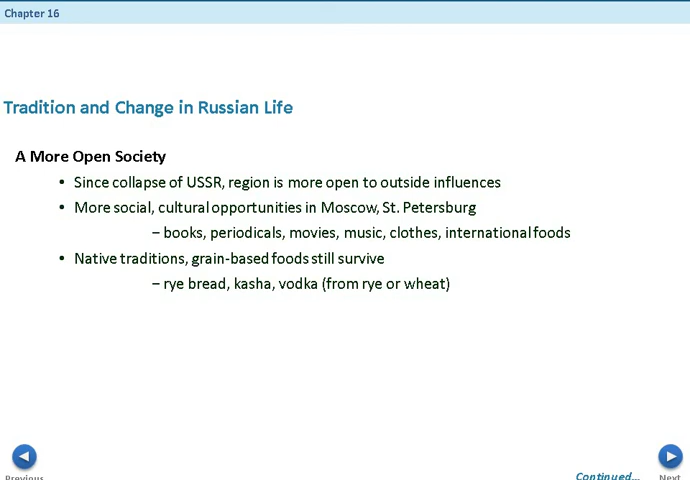 Chapter 16
Tradition and Change in Russian Life
A More Open Society
• Since collapse of USSR, region is more open to outside influences
• More social, cultural opportunities in Moscow, St. Petersburg
– books, periodicals, movies, music, clothes, international foods
• Native traditions, grain-based foods still survive
– rye bread, kasha, vodka (from rye or wheat)
Previous
Continued...
Next